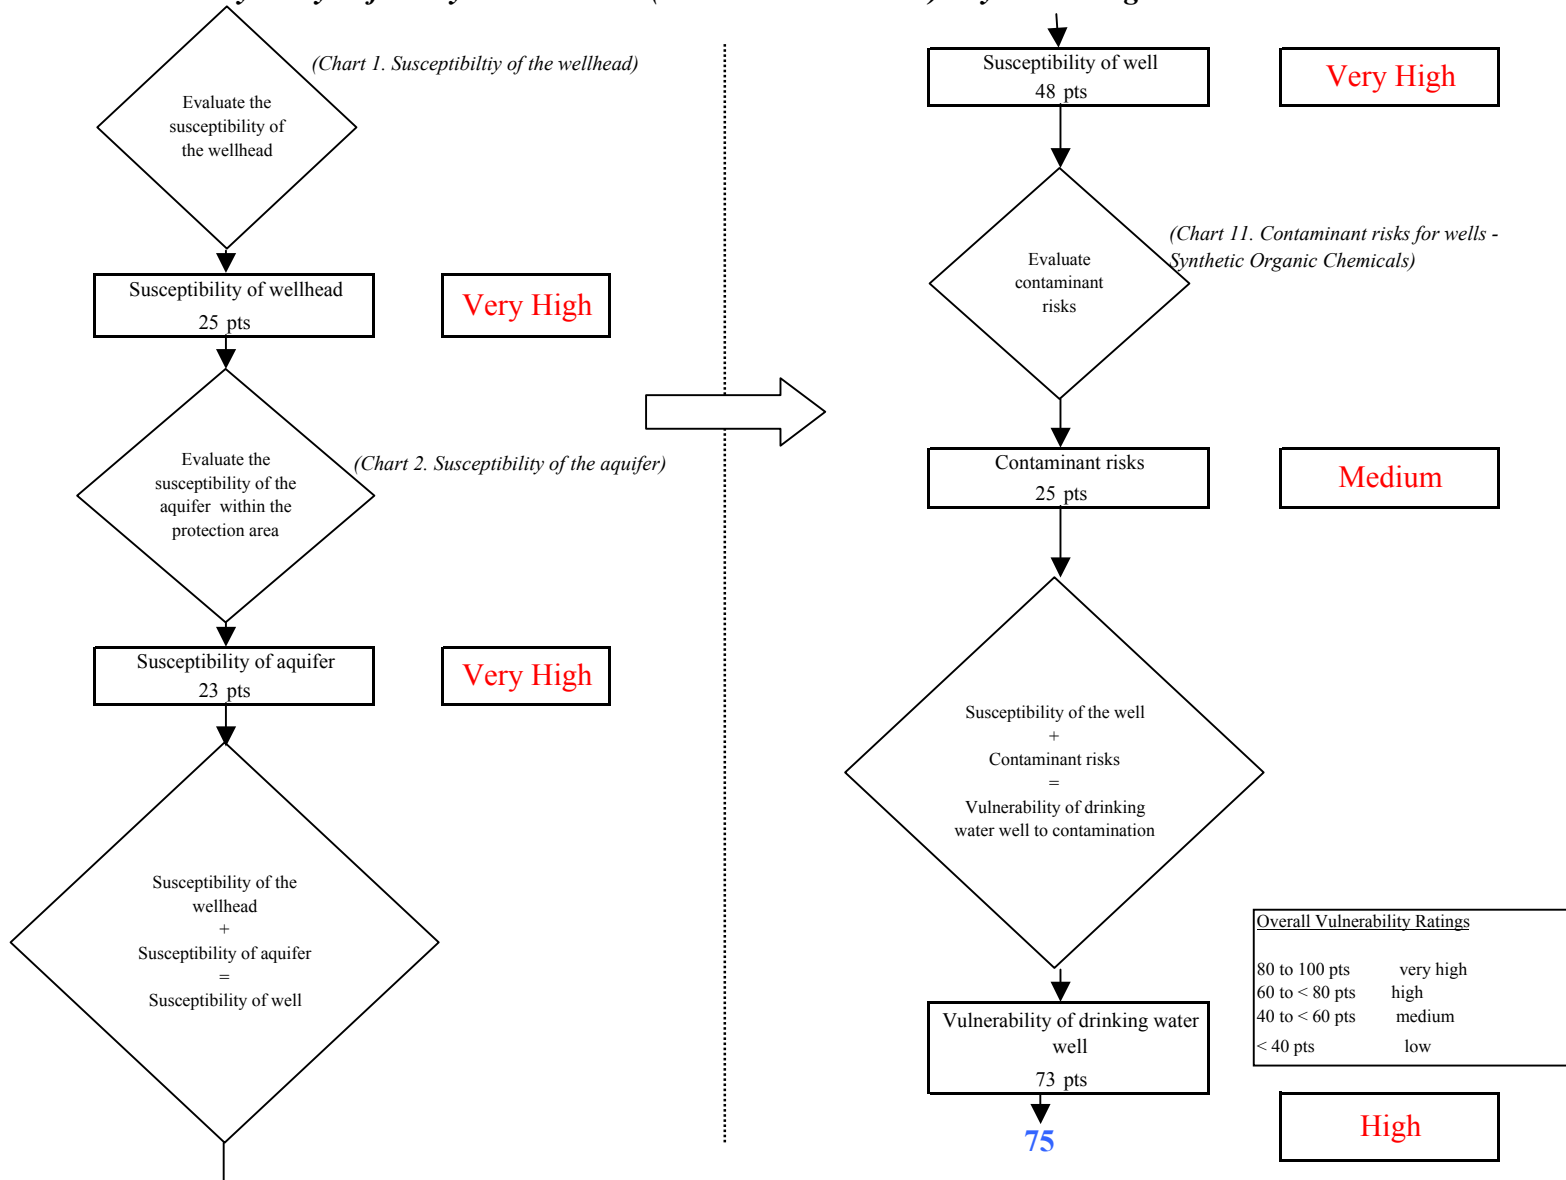 (Chart 1. Susceptibiltiy of the wellhead)
Evaluate the
susceptibility of
the wellhead
Susceptibility of wellhead
25 pts
Very High
Evaluate the
susceptibility of the
aquifer within the
protection area
(Chart 2. Susceptibility of the aquifer)
Susceptibility of aquifer
23 pts
Very High
Susceptibility of the
wellhead
+
Susceptibility of aquifer
=
Susceptibility of well
Susceptibility of well
48 pts
Very High
Evaluate
contaminant
risks
(Chart 11. Contaminant risks for wells -
Synthetic Organic Chemicals)
Contaminant risks
25 pts
Medium
Susceptibility of the well
+
Contaminant risks
=
Vulnerability of drinking
water well to contamination
Vulnerability of drinking water
well
73 pts
75
Overall Vulnerability Ratings
80 to 100 pts very high
60 to < 80 pts high
40 to < 60 pts medium
< 40 pts low
High